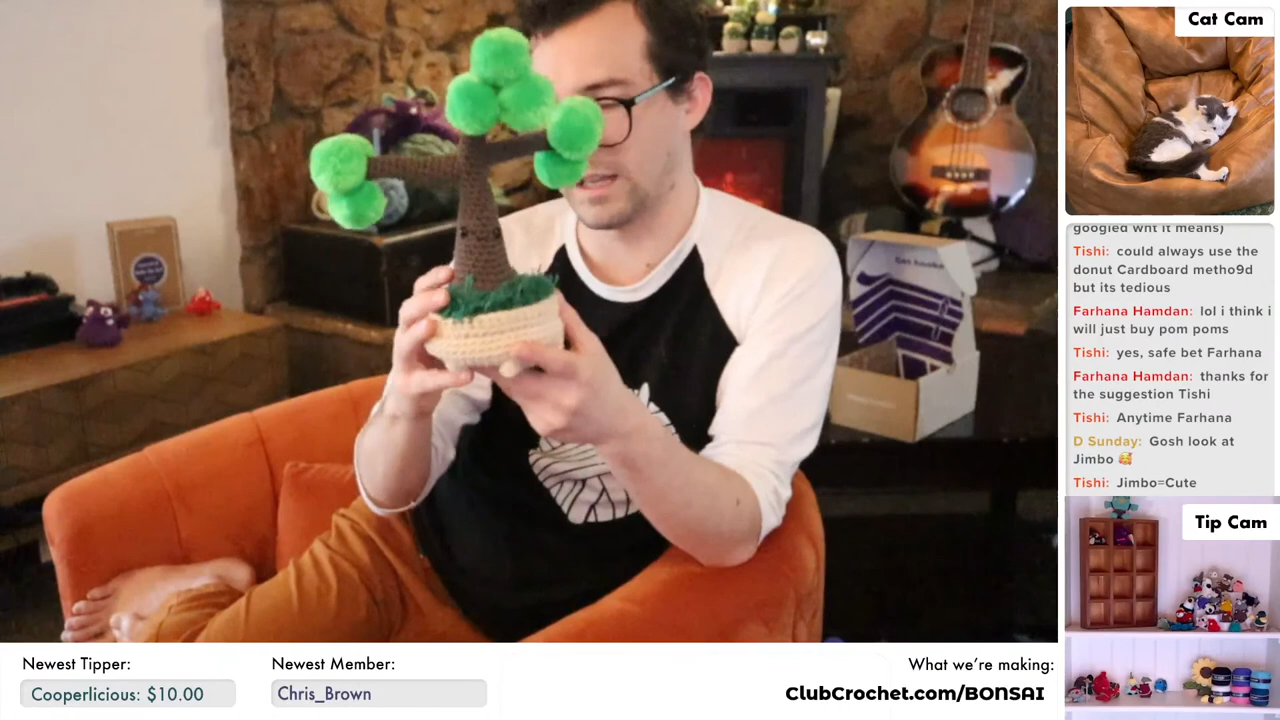 Cat Cam
googled wht it means)
Tishi: could always use the
donut Cardboard metho9d
but its tedious
Farhana Hamdan: lol i think i
will just buy pom poms
Tishi: yes, safe bet Farhana
Farhana Hamdan: thanks for
the suggestion Tishi
Tishi: Anytime Farhana
D Sunday: Gosh look at
Jimbo 🥰
Tishi: Jimbo=Cute
Tip Cam
Newest Tipper:
Cooperlicious: $10.00
Newest Member:
Chris_Brown
What we're making:
ClubCrochet.com/BONSAI